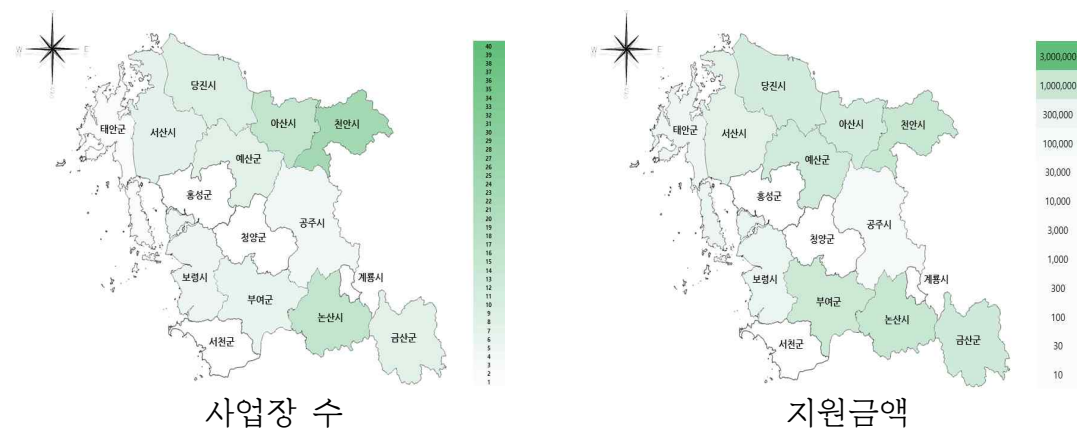 W E
당진시
태안군
서산시
아산시
천안시
예산군
홍성군
청양군
공주시
보령시
계룡시
부여군
논산시
서천군
금산군
40
39
38
37
36
35
34
33
32
31
30
29
28
27
26
25
24
23
22
21
20
19
18
17
16
15
14
13
12
11
10
9
8
7
6
5
4
3
2
1
사업장 수
W E
당진시
태안군
서산시
아산시
천안시
예산군
홍성군
청양군
공주시
보령시
계룡시
부여군
논산시
서천군
금산군
3,000,000
1,000,000
300,000
100,000
30,000
10,000
3,000
1,000
300
100
30
10
지원금액